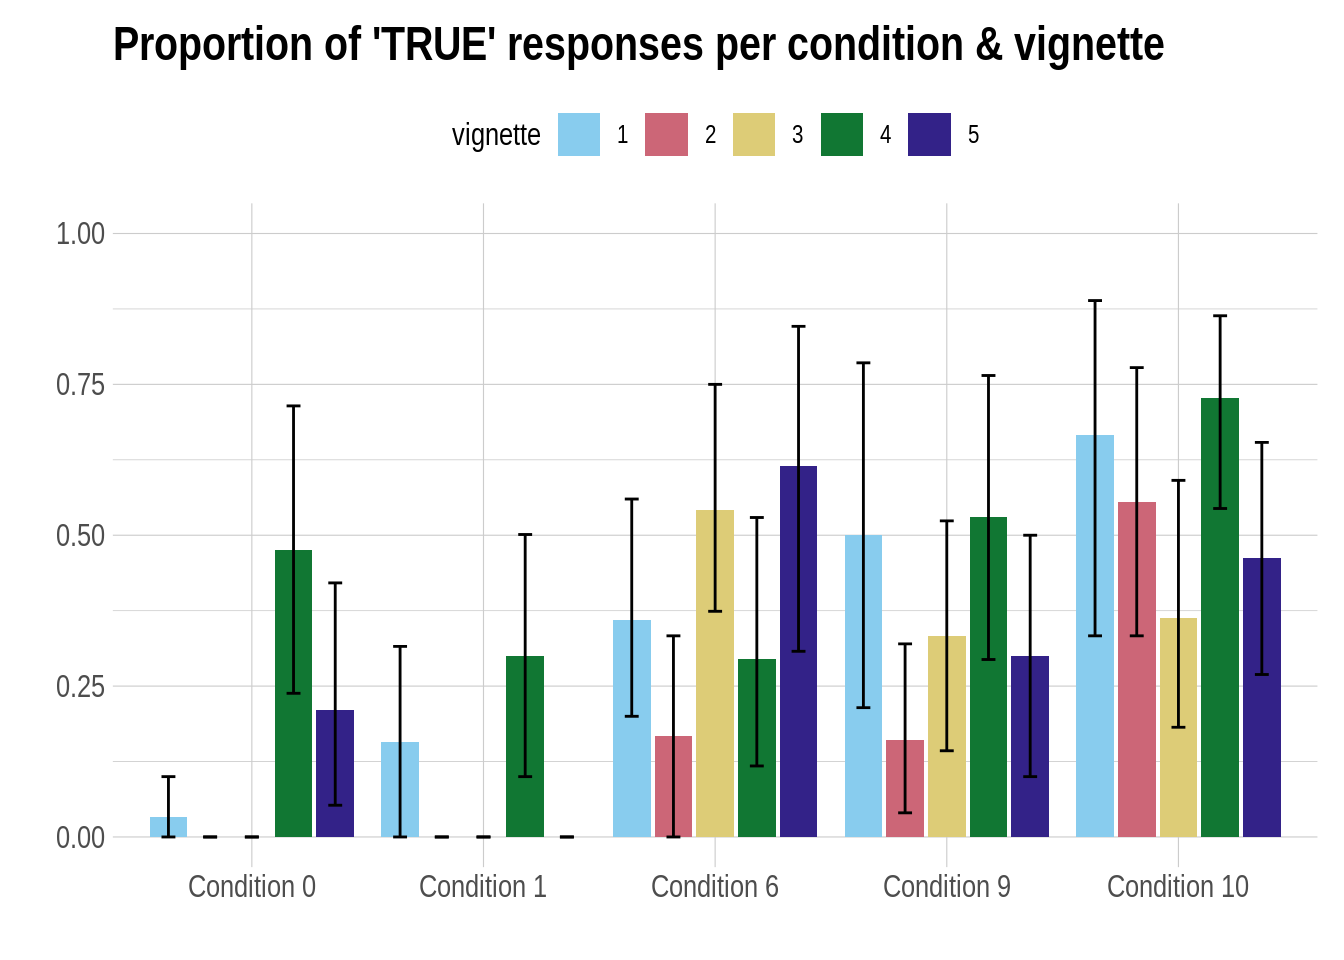 Proportion of 'TRUE' responses per condition & vignette
vignette 1 2 3 4 5
1.00
0.75
0.50
0.25
0.00
Condition 0 Condition 1 Condition 6 Condition 9 Condition 10